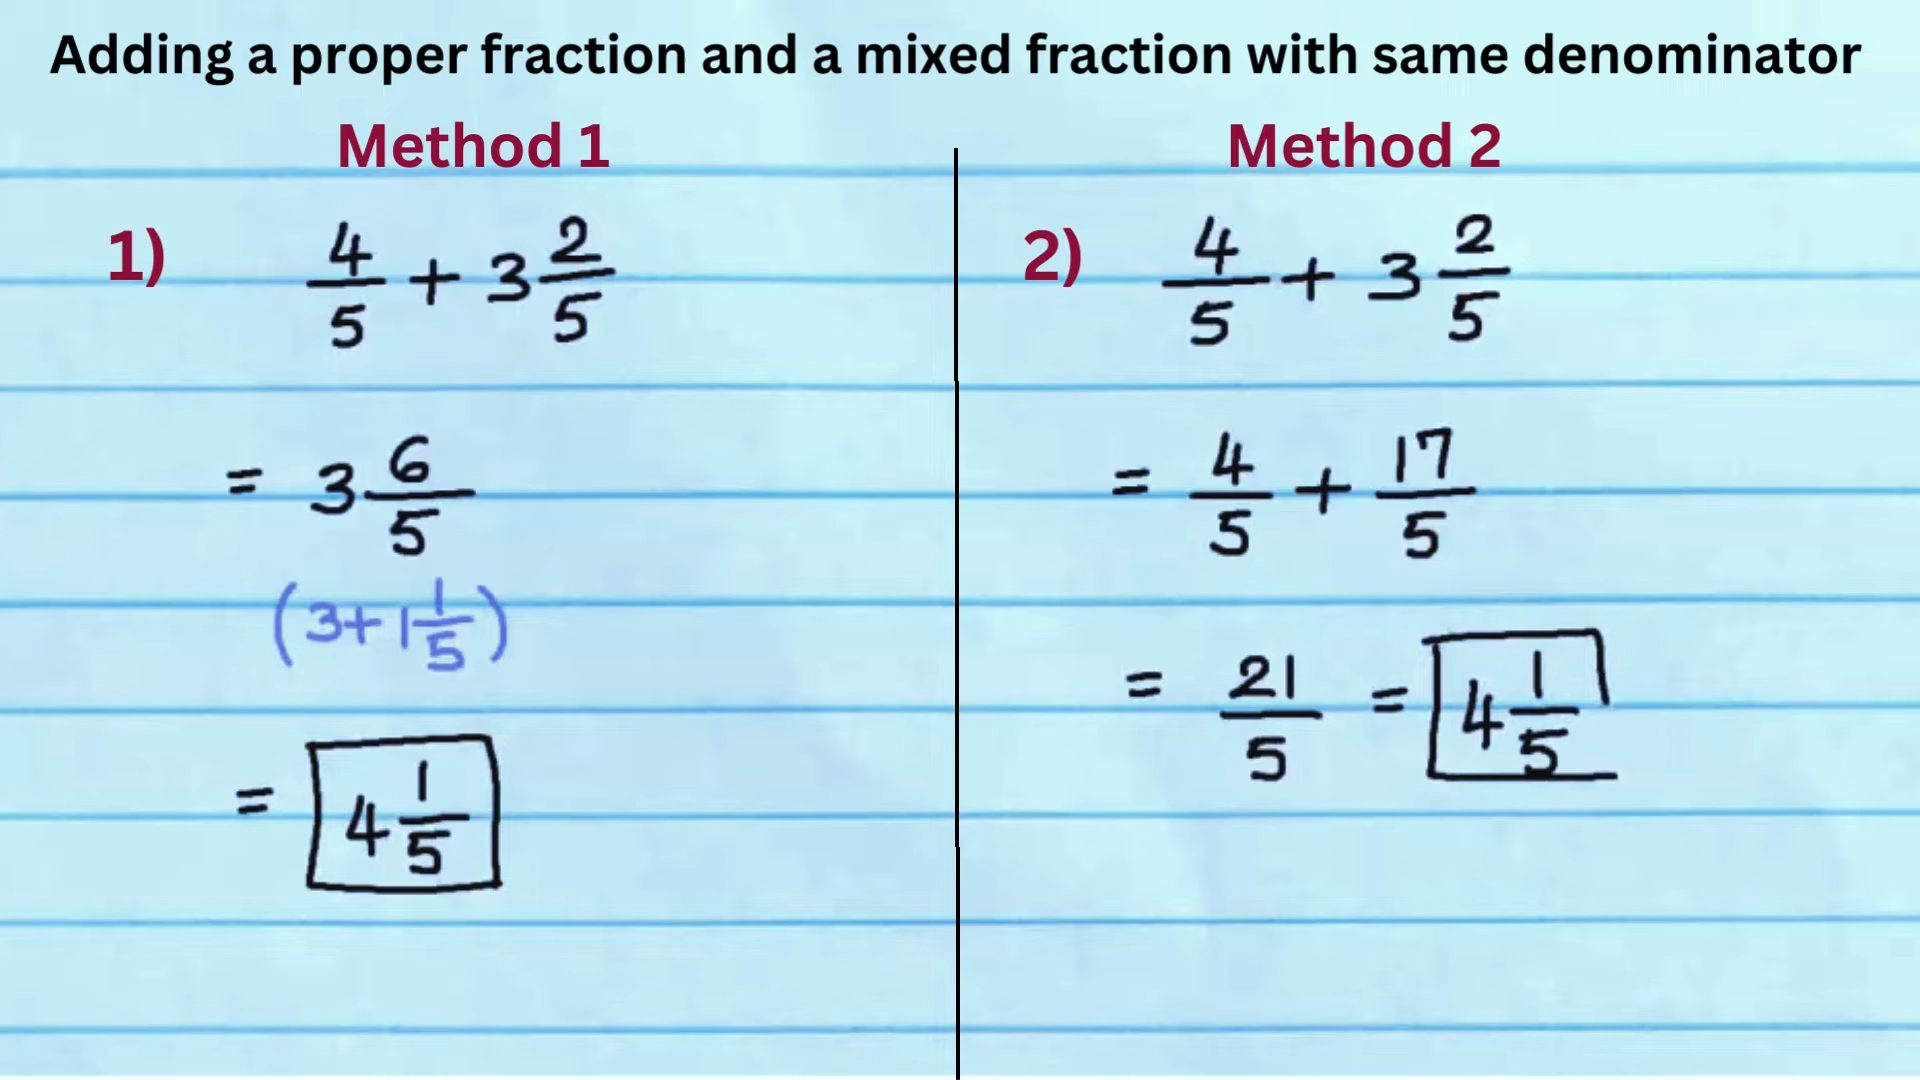 Adding a proper fraction and a mixed fraction with same denominator
Method 1
1) 4/5 + 3 2/5
= 3 6/5
(3+1 1/5)
= 4 1/5
Method 2
2) 4/5 + 3 2/5
= 4/5 + 17/5
= 21/5 = 4 1/5